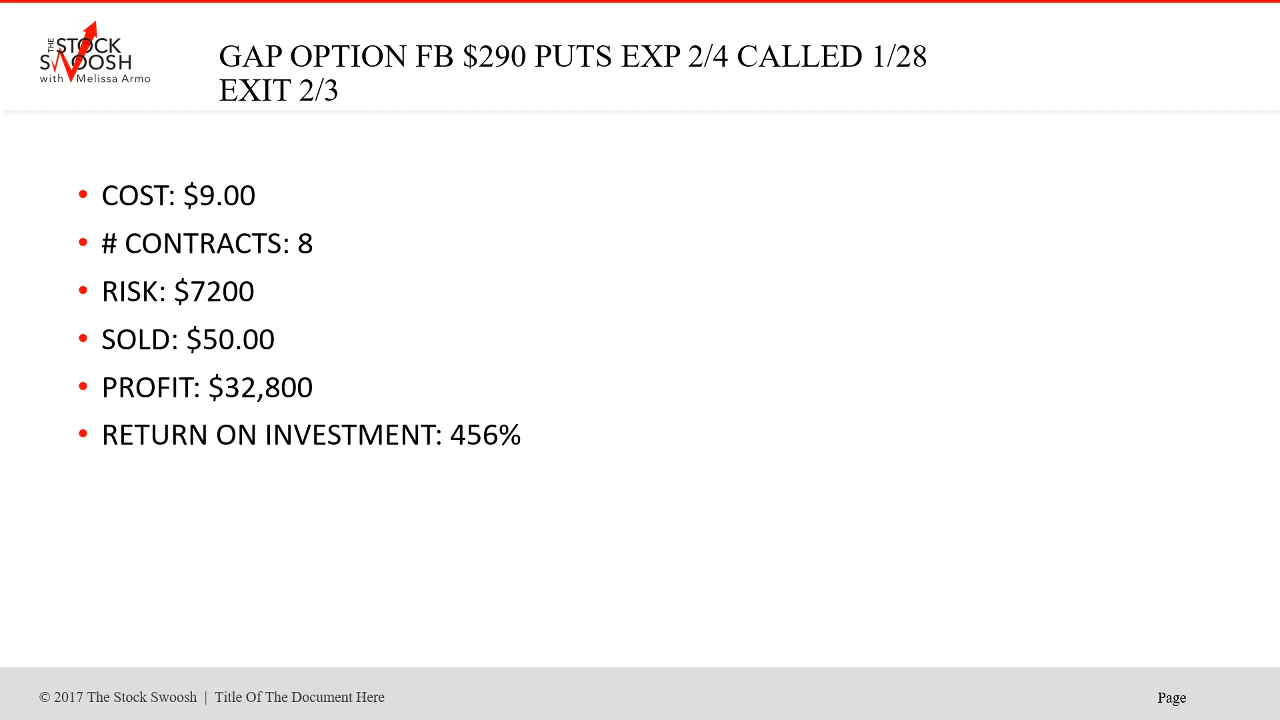 THE
STOCK
SWOOSH
with Melissa Armo
GAP OPTION FB $290 PUTS EXP 2/4 CALLED 1/28
EXIT 2/3
• COST: $9.00
• # CONTRACTS: 8
• RISK: $7200
• SOLD: $50.00
• PROFIT: $32,800
• RETURN ON INVESTMENT: 456%
© 2017 The Stock Swoosh | Title Of The Document Here
Page